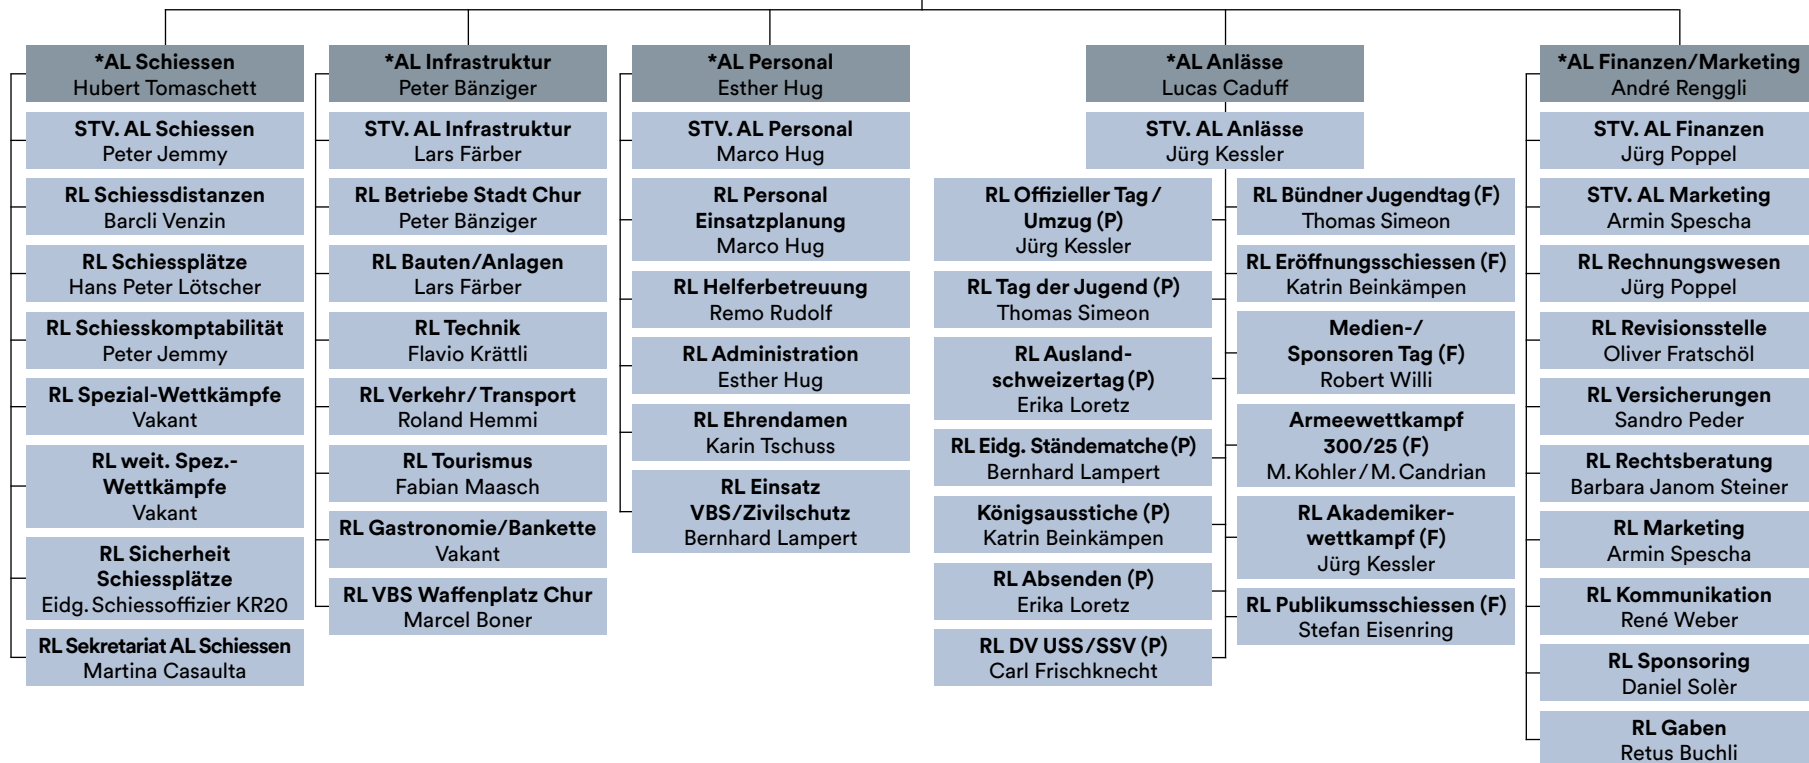 *AL Schiessen
Hubert Tomaschett
STV. AL Schiessen
Peter Jemmy
RL Schiessdistanzen
Barcli Venzin
RL Schiessplätze
Hans Peter Lötscher
RL Schiesskomptabilität
Peter Jemmy
RL Spezial-Wettkämpfe
Vakant
RL weit. Spez.-
Wettkämpfe
Vakant
RL Sicherheit
Schiessplätze
Eidg. Schiessoffizier KR20
RL Sekretariat AL Schiessen
Martina Casaulta
*AL Infrastruktur
Peter Bänziger
STV. AL Infrastruktur
Lars Färber
RL Betriebe Stadt Chur
Peter Bänziger
RL Bauten/Anlagen
Lars Färber
RL Technik
Flavio Krättli
RL Verkehr/Transport
Roland Hemmi
RL Tourismus
Fabian Maasch
RL Gastronomie/Bankette
Vakant
RL VBS Waffenplatz Chur
Marcel Boner
*AL Personal
Esther Hug
STV. AL Personal
Marco Hug
RL Personal
Einsatzplanung
Marco Hug
RL Helferbetreuung
Remo Rudolf
RL Administration
Esther Hug
RL Ehrendamen
Karin Tschuss
RL Einsatz
VBS/Zivilschutz
Bernhard Lampert
*AL Anlässe
Lucas Caduff
STV. AL Anlässe
Jürg Kessler
RL Offizieller Tag/
Umzug (P)
Jürg Kessler
RL Tag der Jugend (P)
Thomas Simeon
RL Ausland-
schweizertag (P)
Erika Loretz
RL Eidg. Ständematche (P)
Bernhard Lampert
Königsausstiche (P)
Katrin Beinkämpen
RL Absenden (P)
Erika Loretz
RL DV USS/SSV (P)
Carl Frischknecht
RL Bündner Jugendtag (F)
Thomas Simeon
RL Eröffnungsschiessen (F)
Katrin Beinkämpen
Medien-/
Sponsoren Tag (F)
Robert Willi
Armeewettkampf
300/25 (F)
M. Kohler/M. Candrian
RL Akademiker-
wettkampf (F)
Jürg Kessler
RL Publikumsschiessen (F)
Stefan Eisenring
*AL Finanzen/Marketing
André Renggli
STV. AL Finanzen
Jürg Poppel
STV. AL Marketing
Armin Spescha
RL Rechnungswesen
Jürg Poppel
RL Revisionsstelle
Oliver Fratschöl
RL Versicherungen
Sandro Peder
RL Rechtsberatung
Barbara Janom Steiner
RL Marketing
Armin Spescha
RL Kommunikation
René Weber
RL Sponsoring
Daniel Solèr
RL Gaben
Retus Buchli